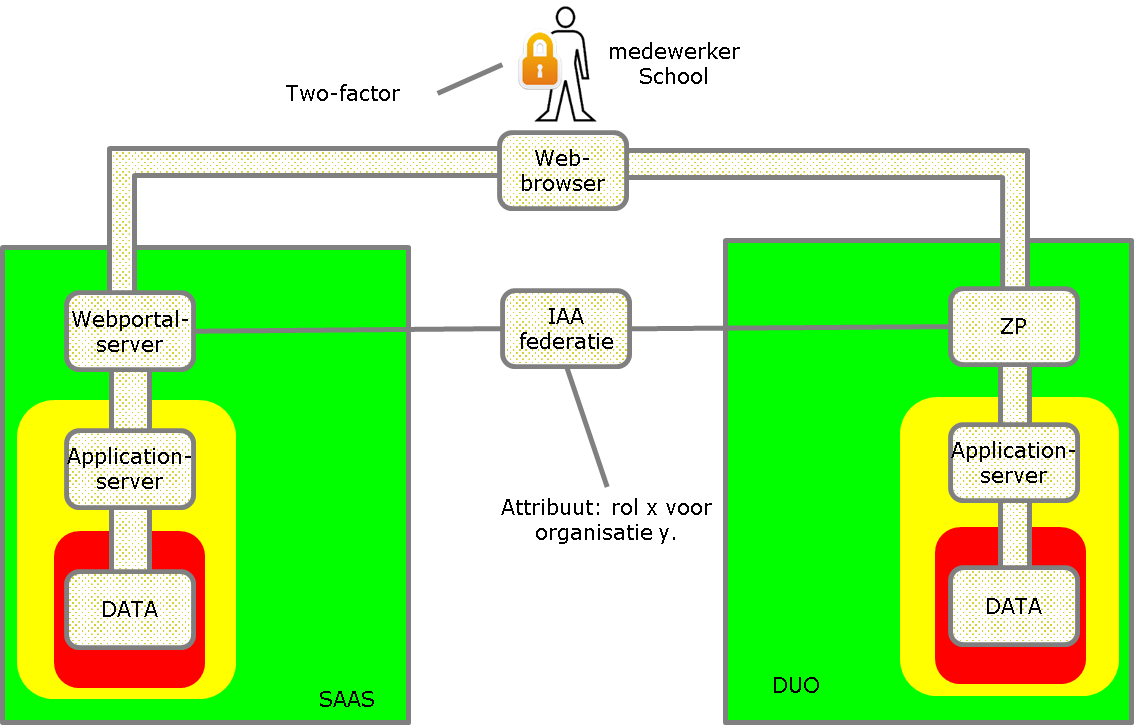 medewerker
School
Two-factor
Web-
browser
Webportal-
server
IAA
federatie
ZP
Application-
server
Application-
server
Attribuut: rol x voor
organisatie y.
DATA
DATA
SAAS
DUO